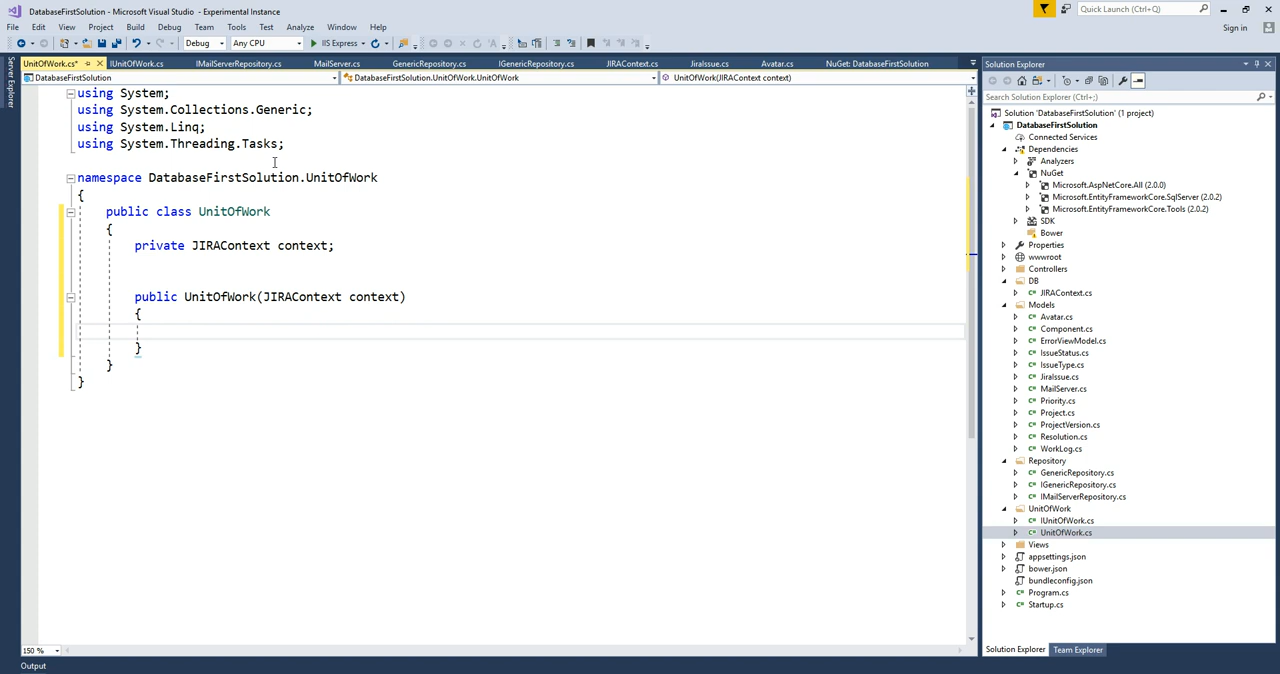 DatabaseFirstSolution - Microsoft Visual Studio - Experimental Instance
Quick Launch (Ctrl+Q)
File Edit View Project Build Debug Team Tools Test Analyze Window Help
Sign in
Debug Any CPU IIS Express
UnitOfWork.cs* IUnitOfWork.cs IMailServerRepository.cs MailServer.cs GenericRepository.cs IGenericRepository.cs JIRAContext.cs JiraIssue.cs Avatar.cs NuGet: DatabaseFirstSolution
DatabaseFirstSolution DatabaseFirstSolution.UnitOfWork.UnitOfWork UnitOfWork(JIRAContext context)
Server Explorer
using System;
using System.Collections.Generic;
using System.Linq;
using System.Threading.Tasks;
namespace DatabaseFirstSolution.UnitOfWork
{
public class UnitOfWork
{
private JIRAContext context;
public UnitOfWork(JIRAContext context)
{
}
}
}
150 %
Output
Solution Explorer
Search Solution Explorer (Ctrl+;)
Solution 'DatabaseFirstSolution' (1 project)
DatabaseFirstSolution
Connected Services
Dependencies
Analyzers
NuGet
Microsoft.AspNetCore.All (2.0.0)
Microsoft.EntityFrameworkCore.SqlServer (2.0.2)
Microsoft.EntityFrameworkCore.Tools (2.0.2)
SDK
Bower
Properties
wwwroot
Controllers
DB
JIRAContext.cs
Models
Avatar.cs
Component.cs
ErrorViewModel.cs
IssueStatus.cs
IssueType.cs
JiraIssue.cs
MailServer.cs
Priority.cs
Project.cs
ProjectVersion.cs
Resolution.cs
WorkLog.cs
Repository
GenericRepository.cs
IGenericRepository.cs
IMailServerRepository.cs
UnitOfWork
IUnitOfWork.cs
UnitOfWork.cs
Views
appsettings.json
bower.json
bundleconfig.json
Program.cs
Startup.cs
Solution Explorer Team Explorer